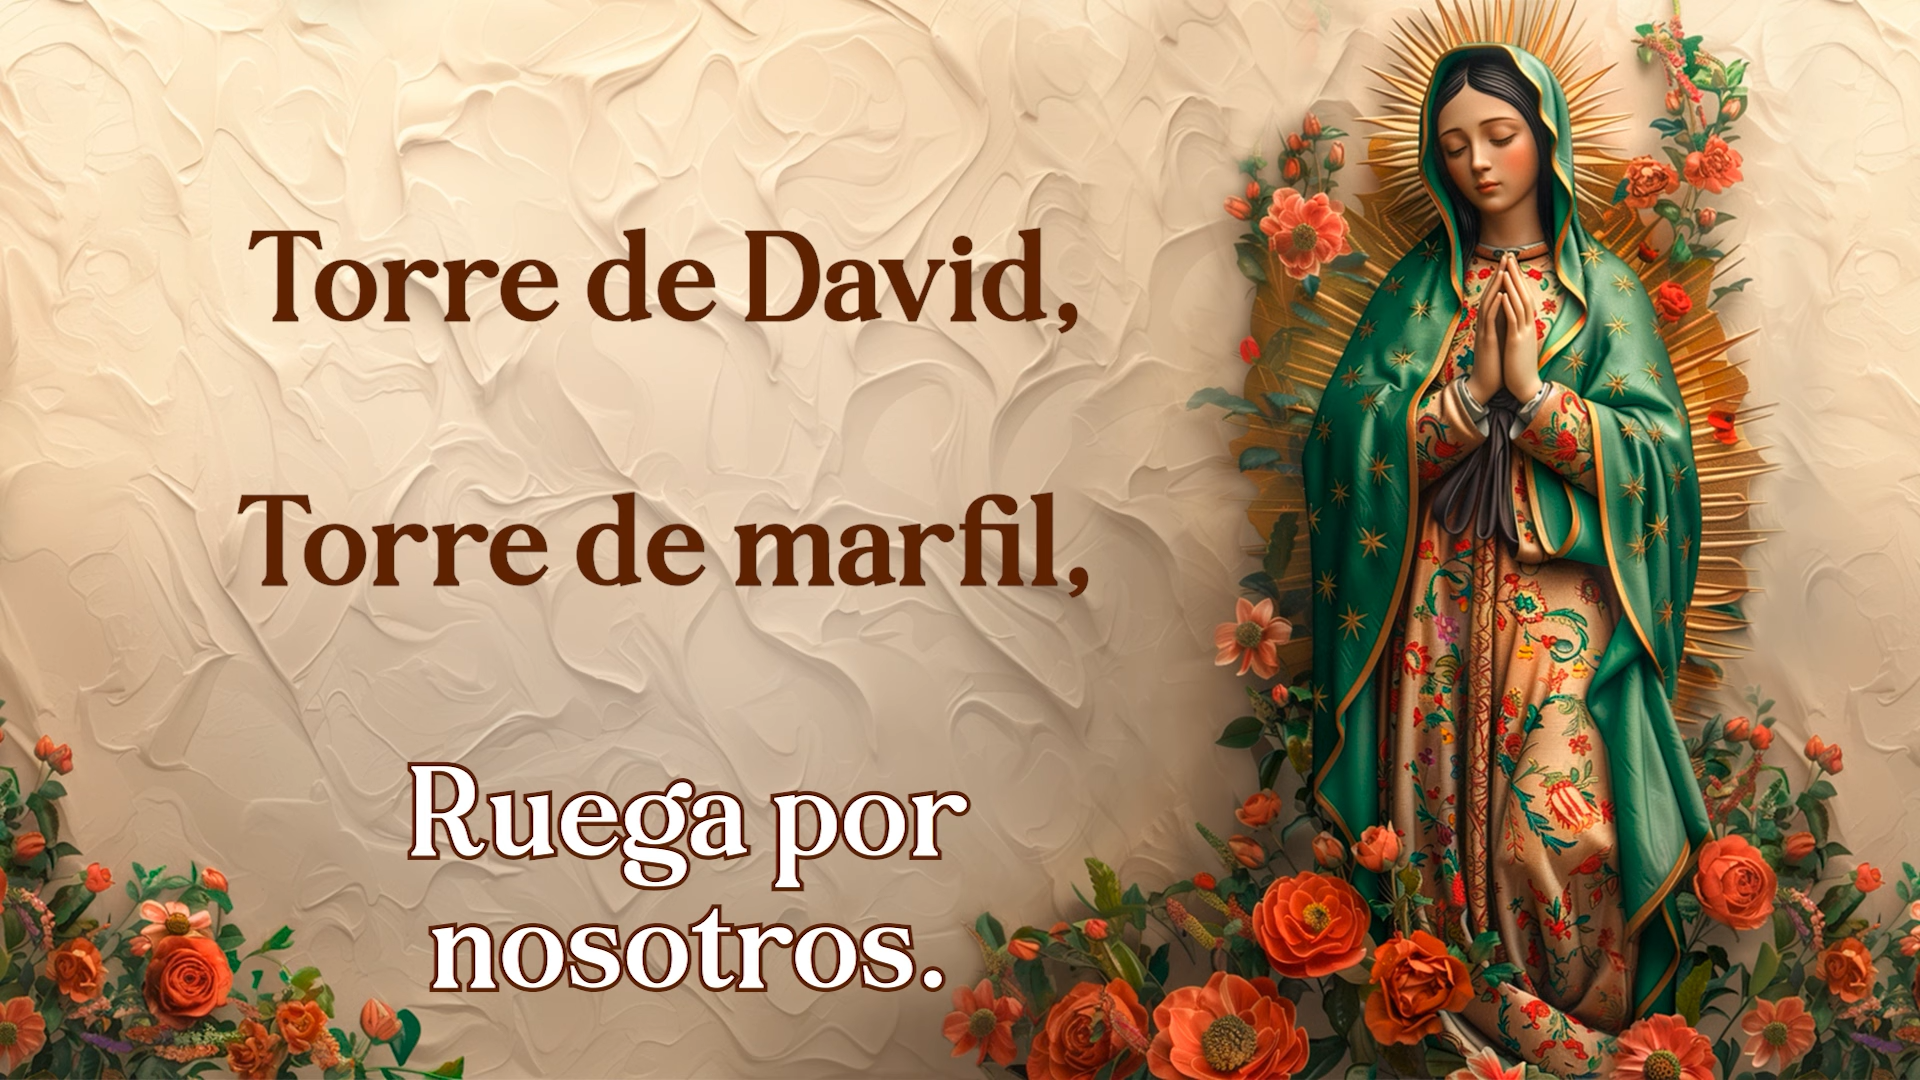 Torre de David,
Torre de marfil,
Ruega por
nosotros.